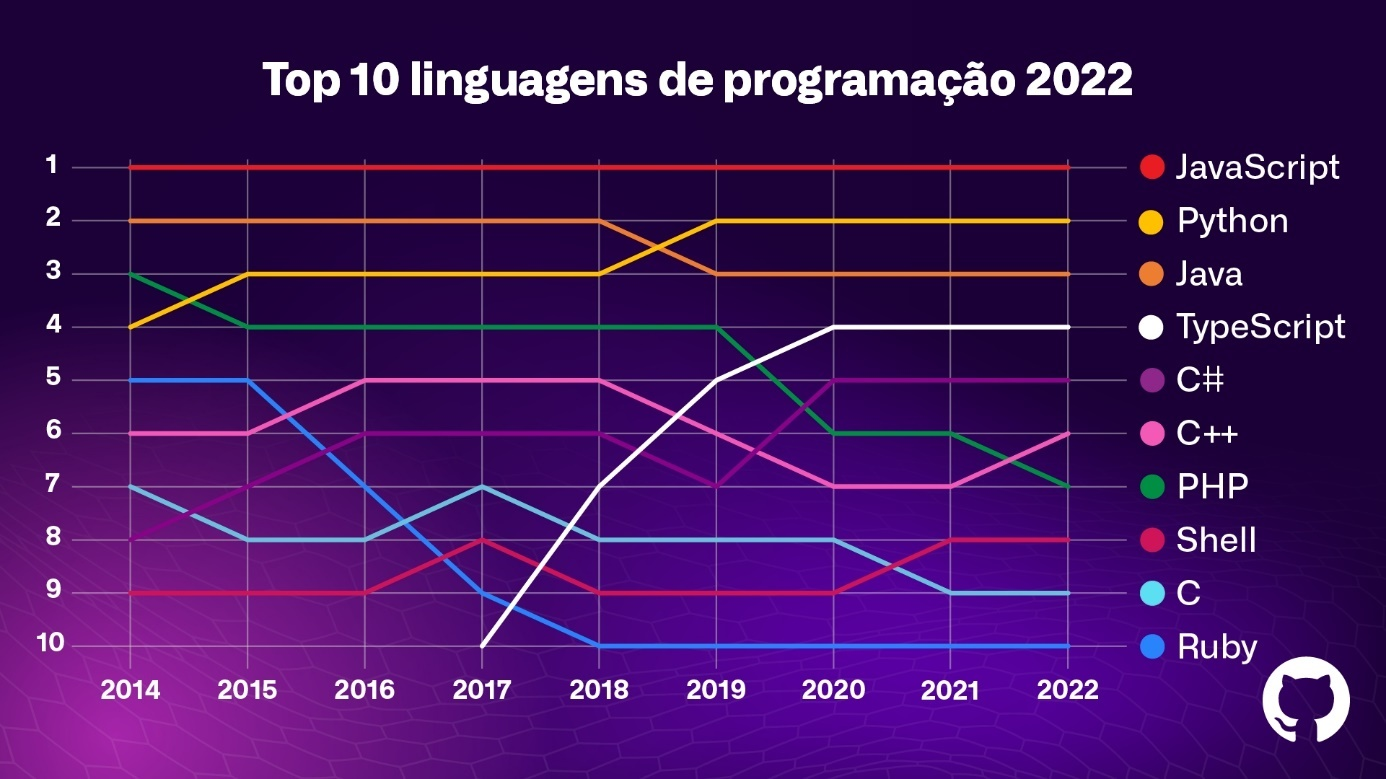 Top 10 linguagens de programação 2022
1
2
3
4
5
6
7
8
9
10
JavaScript
Python
Java
TypeScript
C#
C++
PHP
Shell
C
Ruby
2014 2015 2016 2017 2018 2019 2020 2021 2022